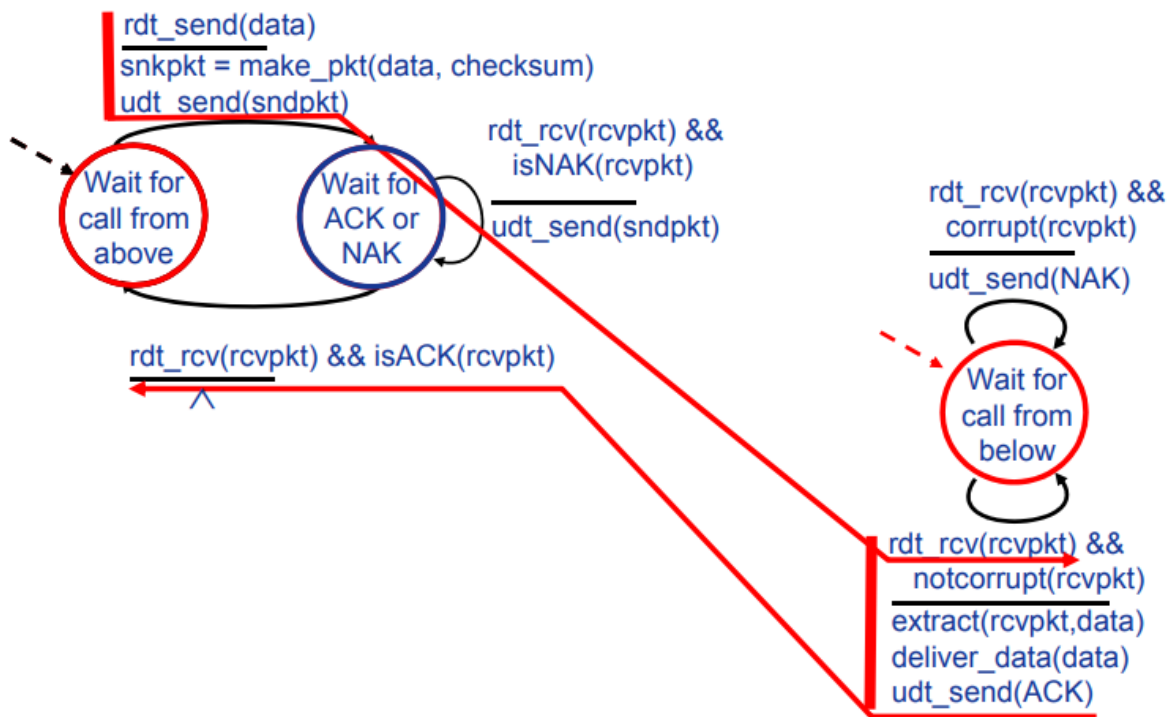 rdt_send(data)
snkpkt = make_pkt(data, checksum)
udt_send(sndpkt)
Wait for
call from
above
Wait for
ACK or
NAK
rdt_rcv(rcvpkt) &&
isNAK(rcvpkt)
udt_send(sndpkt)
rdt_rcv(rcvpkt) && isACK(rcvpkt)
Λ
rdt_rcv(rcvpkt) &&
corrupt(rcvpkt)
udt_send(NAK)
Wait for
call from
below
rdt_rcv(rcvpkt) &&
notcorrupt(rcvpkt)
extract(rcvpkt,data)
deliver_data(data)
udt_send(ACK)